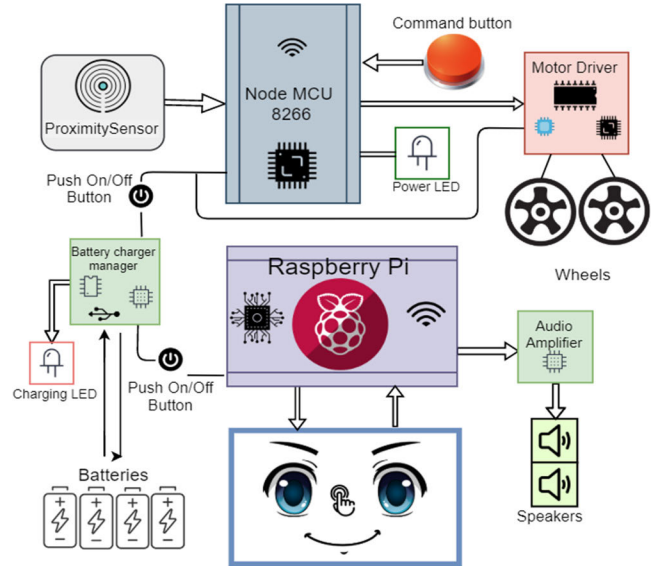 Command button
Node MCU
8266
Motor Driver
ProximitySensor
Power LED
Push On/Off
Button
Battery charger
manager
Raspberry Pi
Wheels
Audio
Amplifier
Charging LED
Push On/Off
Button
Batteries
Speakers